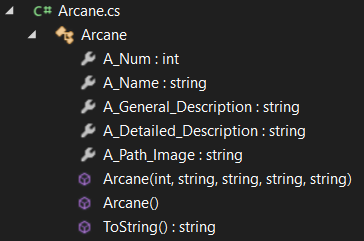 C# Arcane.cs
Arcane
A_Num : int
A_Name : string
A_General_Description : string
A_Detailed_Description : string
A_Path_Image : string
Arcane(int, string, string, string, string)
Arcane()
ToString() : string